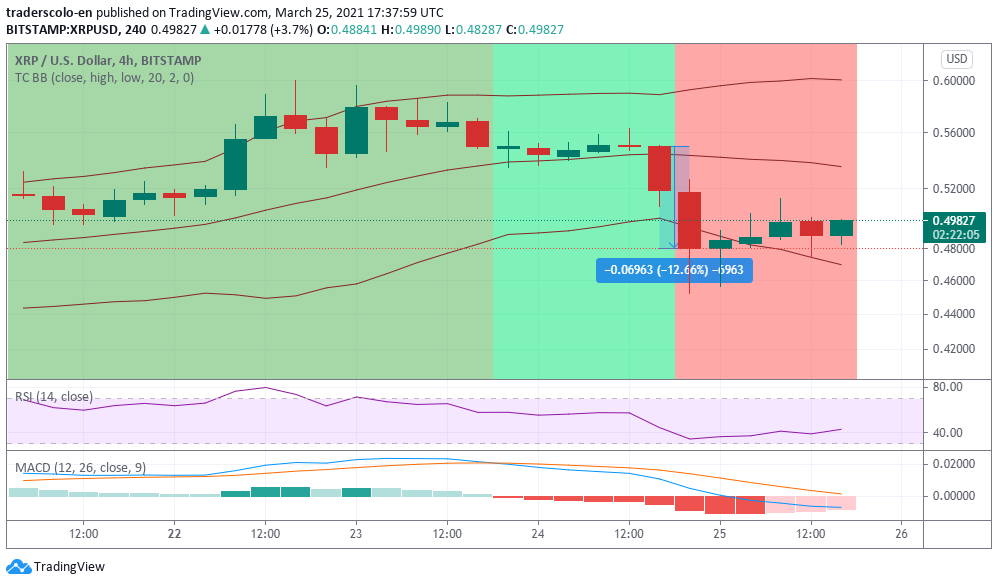 traderscolo-en published on TradingView.com, March 25, 2021 17:37:59 UTC
BITSTAMP:XRPUSD, 240 0.49827 ▲ +0.01778 (+3.7%) O:0.48841 H:0.49890 L:0.48287 C:0.49827
XRP / U.S. Dollar, 4h, BITSTAMP
USD
TC BB (close, high, low, 20, 2, 0)
0.60000
0.56000
0.52000
0.49827
02:22:05
0.48000
−0.06963 (−12.66%) −6963
0.46000
0.44000
0.42000
RSI (14, close)
80.00
40.00
MACD (12, 26, close, 9)
0.02000
0.00000
12:00 22 12:00 23 12:00 24 12:00 25 12:00 26
TradingView